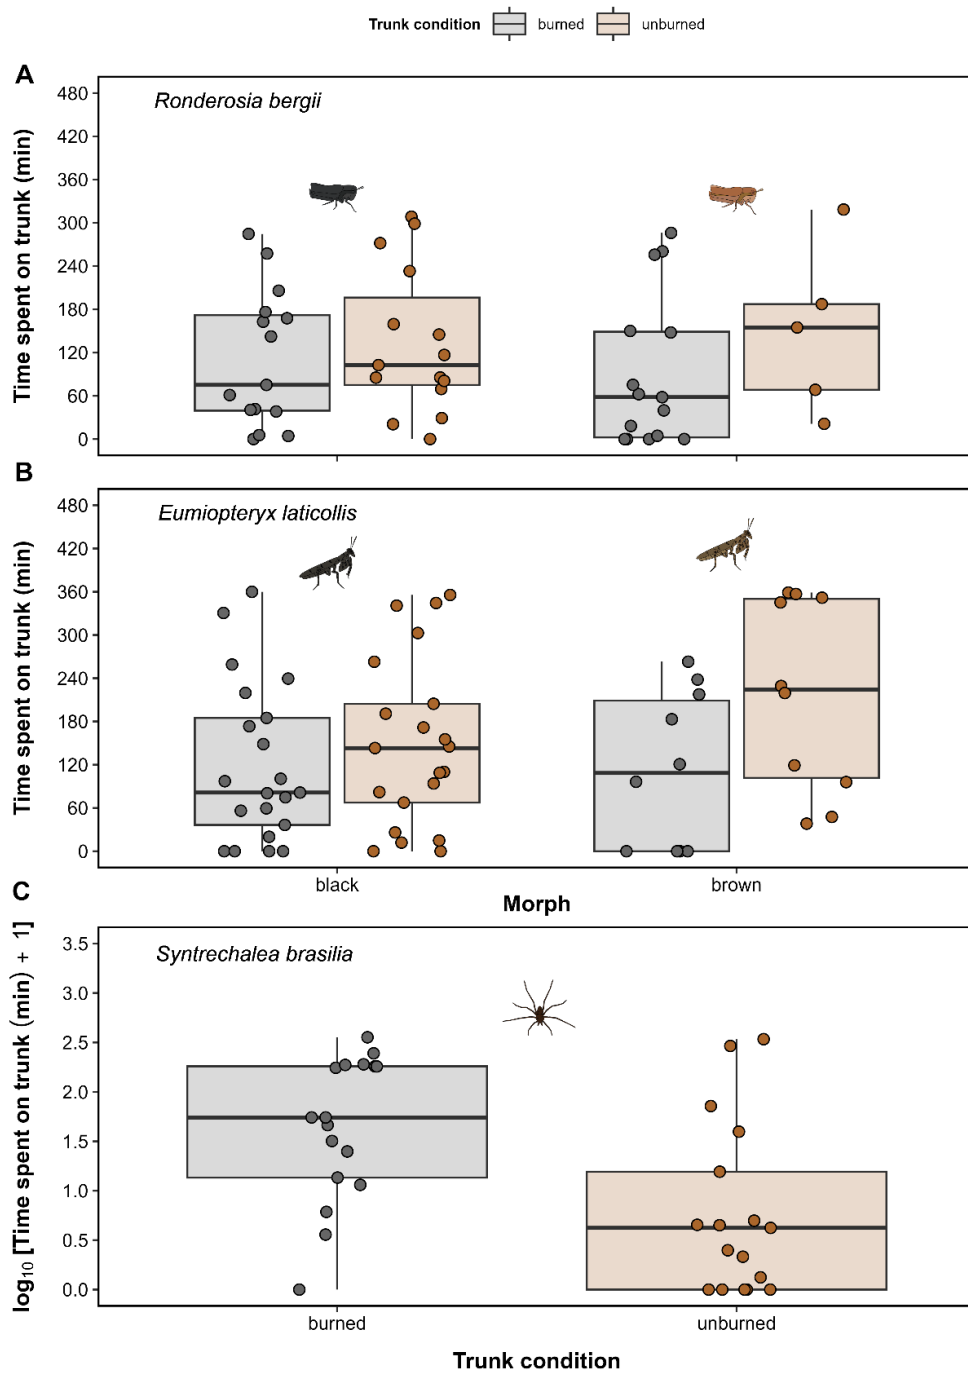 Trunk condition burned unburned
A
Ronderosia bergii
Time spent on trunk (min)
480
420
360
300
240
180
120
60
0
B
Eumiopteryx laticollis
Time spent on trunk (min)
480
420
360
300
240
180
120
60
0
black brown
Morph
C
Syntrechalea brasilia
log10 [Time spent on trunk (min) + 1]
3.5
3.0
2.5
2.0
1.5
1.0
0.5
0.0
burned unburned
Trunk condition